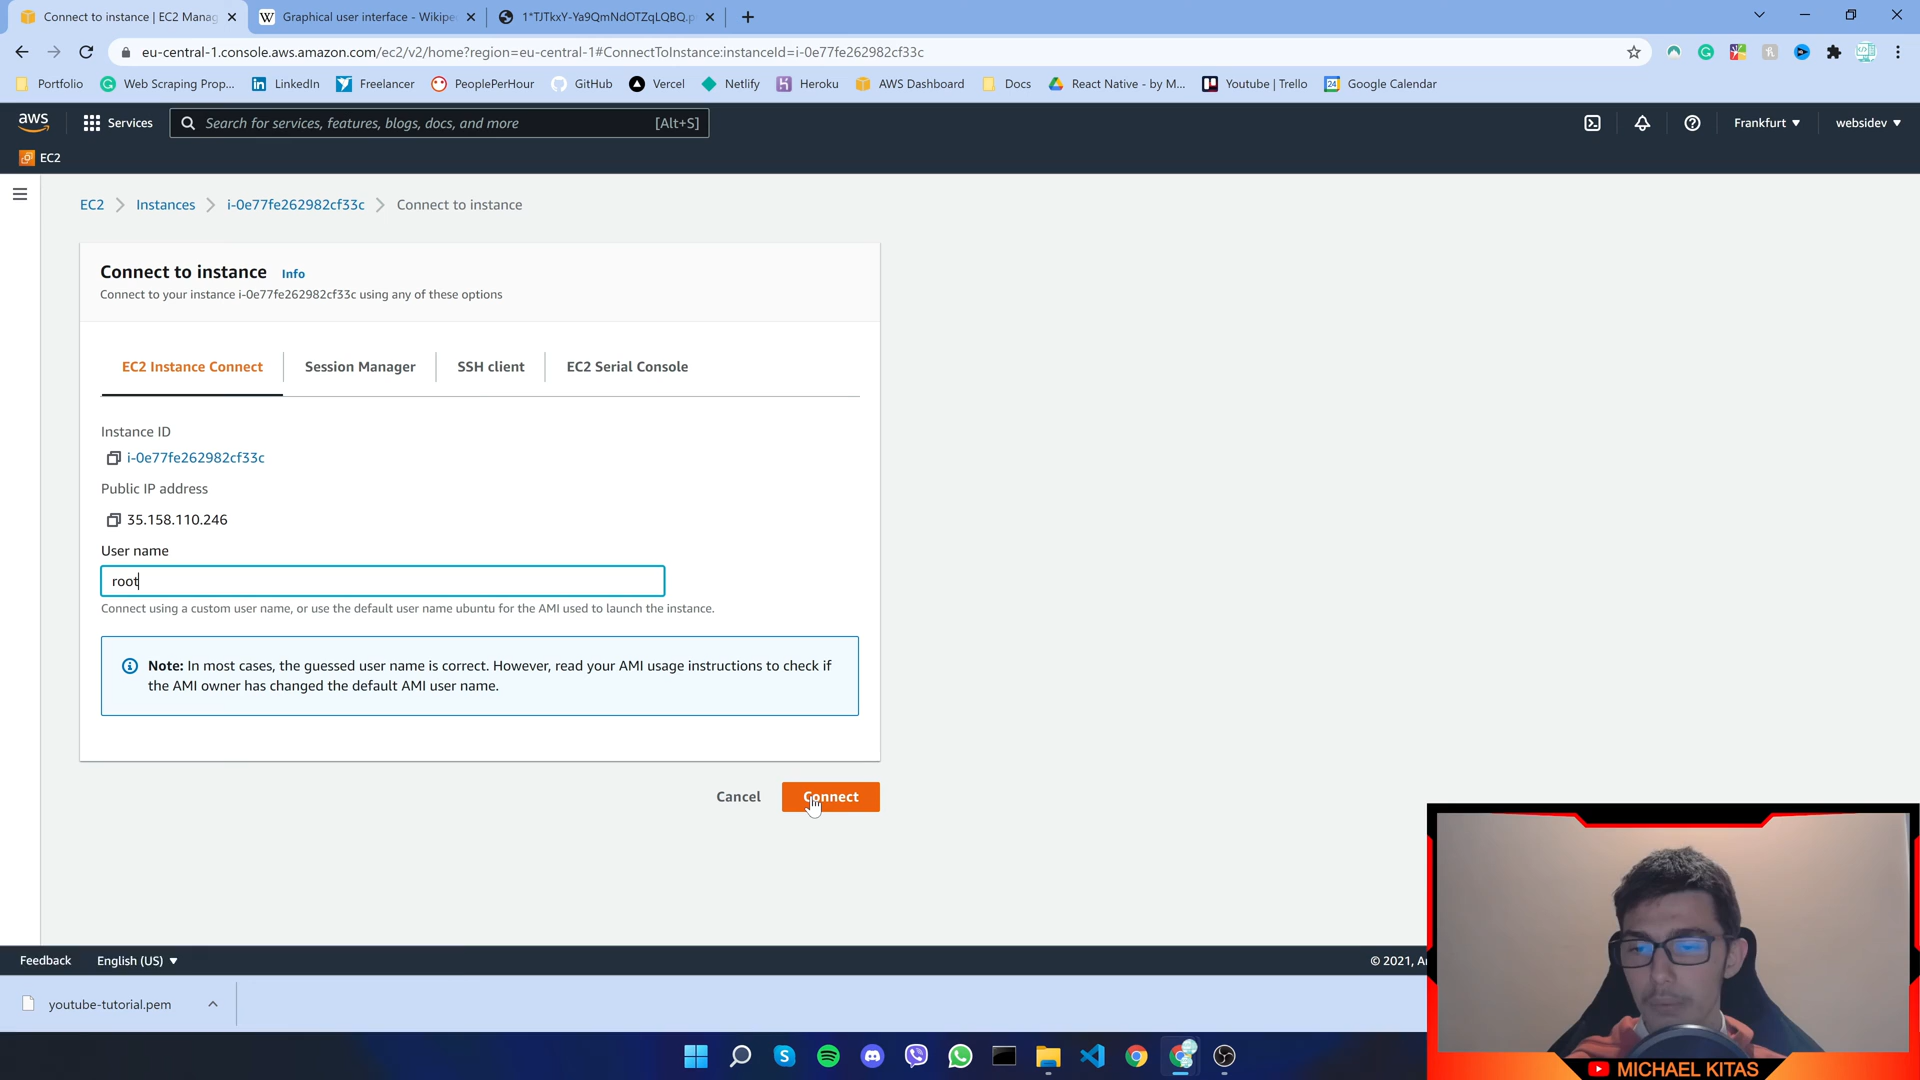 Connect to instance | EC2 Manag
Graphical user interface - Wikipe
1*TJTkxY-Ya9QmNdOTZqLQBQ.p
eu-central-1.console.aws.amazon.com/ec2/v2/home?region=eu-central-1#ConnectToInstance:instanceId=i-0e77fe262982cf33c
Portfolio
Web Scraping Prop...
LinkedIn
Freelancer
PeoplePerHour
GitHub
Vercel
Netlify
Heroku
AWS Dashboard
Docs
React Native - by M...
Youtube | Trello
Google Calendar
aws
Services
Search for services, features, blogs, docs, and more
[Alt+S]
Frankfurt
websidev
EC2
EC2
Instances
i-0e77fe262982cf33c
Connect to instance
Connect to instance Info
Connect to your instance i-0e77fe262982cf33c using any of these options
EC2 Instance Connect
Session Manager
SSH client
EC2 Serial Console
Instance ID
i-0e77fe262982cf33c
Public IP address
35.158.110.246
User name
root
Connect using a custom user name, or use the default user name ubuntu for the AMI used to launch the instance.
Note: In most cases, the guessed user name is correct. However, read your AMI usage instructions to check if
the AMI owner has changed the default AMI user name.
Cancel
Connect
Feedback
English (US)
© 2021, A
youtube-tutorial.pem
MICHAEL KITAS